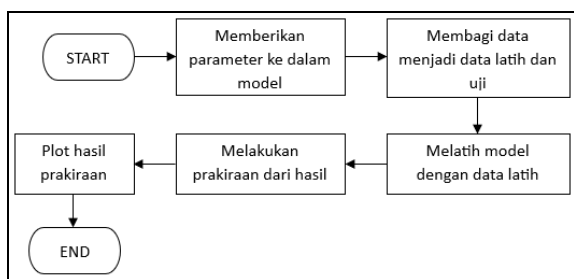 START
Memberikan
parameter ke dalam
model
Membagi data
menjadi data latih dan
uji
Melatih model
dengan data latih
Melakukan
prakiraan dari hasil
Plot hasil
prakiraan
END